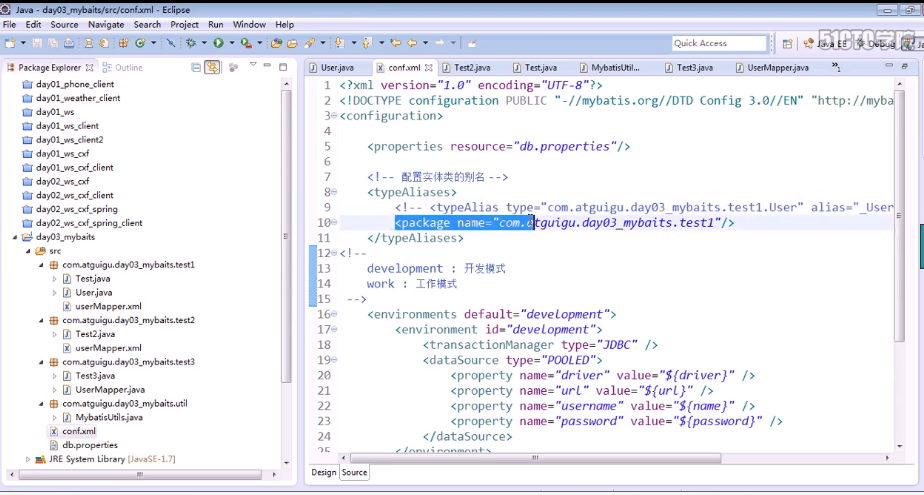 Java - day03_mybaits/src/conf.xml - Eclipse
File Edit Source Navigate Search Project Run Window Help
Quick Access
Java EE Debug
51CTO学院
Package Explorer Outline
User.java conf.xml Test2.java Test.java MybatisUtil... Test3.java UserMapper.java
day01_phone_client
day01_weather_client
day01_ws
day01_ws_client
day01_ws_client2
day02_ws_cxf
day02_ws_cxf_client
day02_ws_cxf_spring
day02_ws_cxf_spring_client
day03_mybaits
src
com.atguigu.day03_mybaits.test1
Test.java
User.java
userMapper.xml
com.atguigu.day03_mybaits.test2
Test2.java
userMapper.xml
com.atguigu.day03_mybaits.test3
Test3.java
UserMapper.java
com.atguigu.day03_mybaits.util
MybatisUtils.java
conf.xml
db.properties
JRE System Library [JavaSE-1.7]
1 <?xml version="1.0" encoding="UTF-8"?>
2 <!DOCTYPE configuration PUBLIC "-//mybatis.org//DTD Config 3.0//EN" "http://myba
3 <configuration>
4
5 <properties resource="db.properties"/>
6
7 <!-- 配置实体类的别名 -->
8 <typeAliases>
9 <!-- <typeAlias type="com.atguigu.day03_mybaits.test1.User" alias="_User
10 <package name="com.atguigu.day03_mybaits.test1"/>
11 </typeAliases>
12 <!--
13 development : 开发模式
14 work : 工作模式
15 -->
16 <environments default="development">
17 <environment id="development">
18 <transactionManager type="JDBC" />
19 <dataSource type="POOLED">
20 <property name="driver" value="${driver}" />
21 <property name="url" value="${url}" />
22 <property name="username" value="${name}" />
23 <property name="password" value="${password}" />
24 </dataSource>
25 </environment>
Design Source